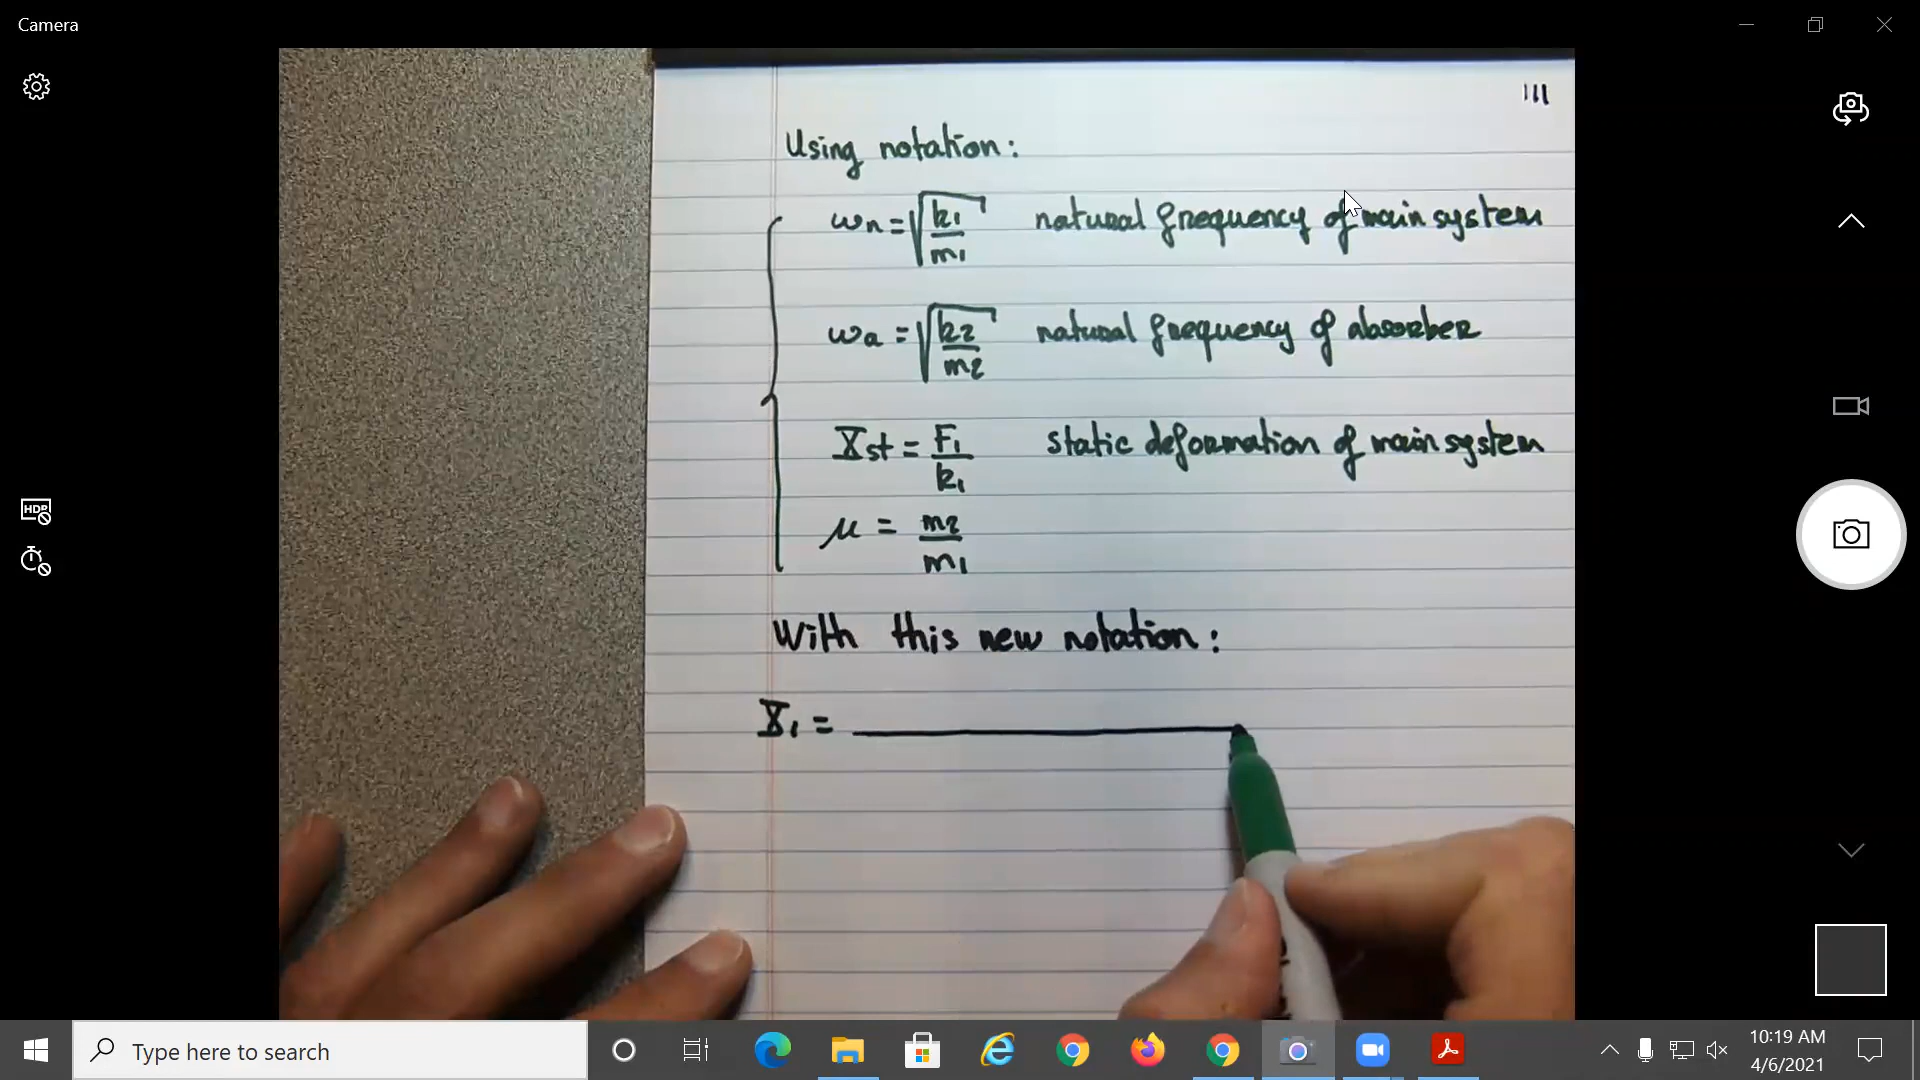 Camera
111
Using notation:
ωn = √k1/m1 natural frequency of main system
ωa = √k2/m2 natural frequency of absorber
Xst = F1/k1 static deformation of main system
μ = m2/m1
With this new notation:
X1 =
HDR
Type here to search
10:19 AM
4/6/2021